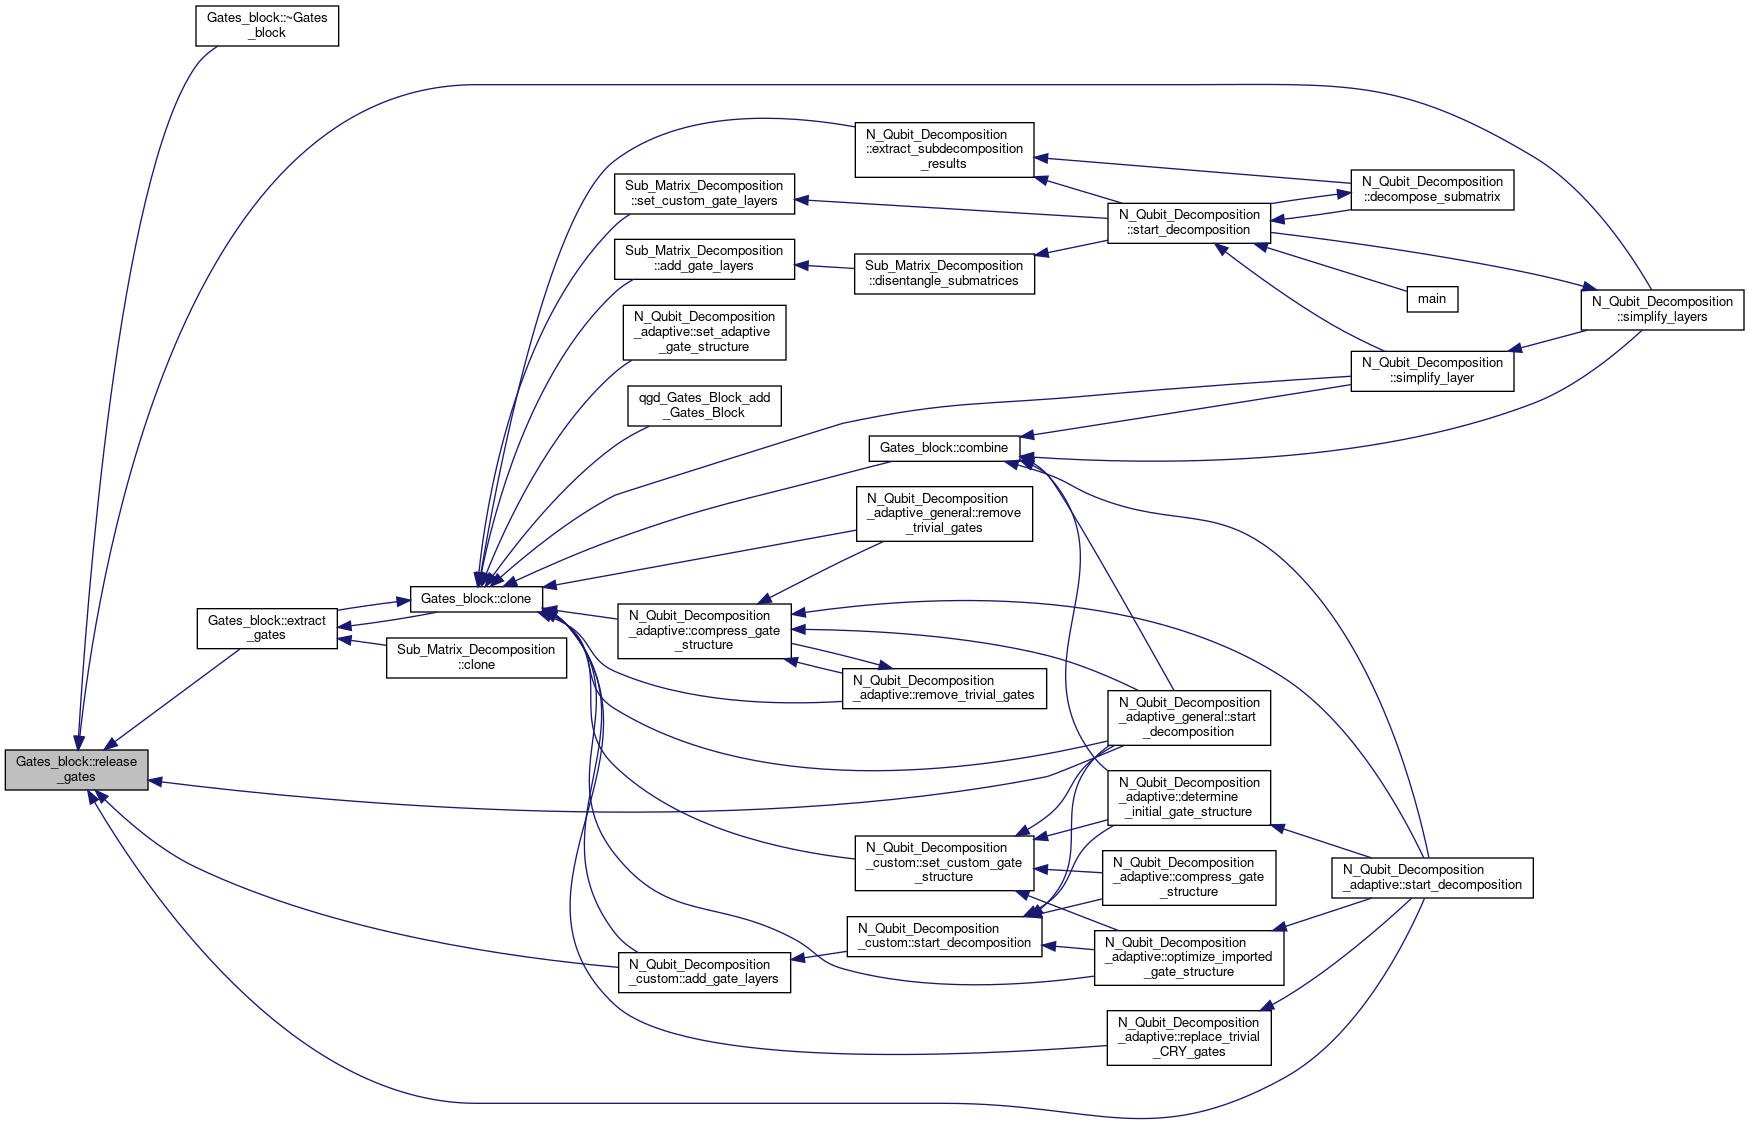 Gates_block::~Gates
_block
N_Qubit_Decomposition
::extract_subdecomposition
_results
Sub_Matrix_Decomposition
::set_custom_gate_layers
N_Qubit_Decomposition
::decompose_submatrix
N_Qubit_Decomposition
::start_decomposition
Sub_Matrix_Decomposition
::add_gate_layers
Sub_Matrix_Decomposition
::disentangle_submatrices
main
N_Qubit_Decomposition
::simplify_layers
N_Qubit_Decomposition
_adaptive::set_adaptive
_gate_structure
N_Qubit_Decomposition
::simplify_layer
qgd_Gates_Block_add
_Gates_Block
Gates_block::combine
N_Qubit_Decomposition
_adaptive_general::remove
_trivial_gates
Gates_block::clone
Gates_block::extract
_gates
N_Qubit_Decomposition
_adaptive::compress_gate
_structure
Sub_Matrix_Decomposition
::clone
N_Qubit_Decomposition
_adaptive::remove_trivial_gates
N_Qubit_Decomposition
_adaptive_general::start
_decomposition
Gates_block::release
_gates
N_Qubit_Decomposition
_adaptive::determine
_initial_gate_structure
N_Qubit_Decomposition
_custom::set_custom_gate
_structure
N_Qubit_Decomposition
_adaptive::compress_gate
_structure
N_Qubit_Decomposition
_adaptive::start_decomposition
N_Qubit_Decomposition
_custom::start_decomposition
N_Qubit_Decomposition
_adaptive::optimize_imported
_gate_structure
N_Qubit_Decomposition
_custom::add_gate_layers
N_Qubit_Decomposition
_adaptive::replace_trivial
_CRY_gates